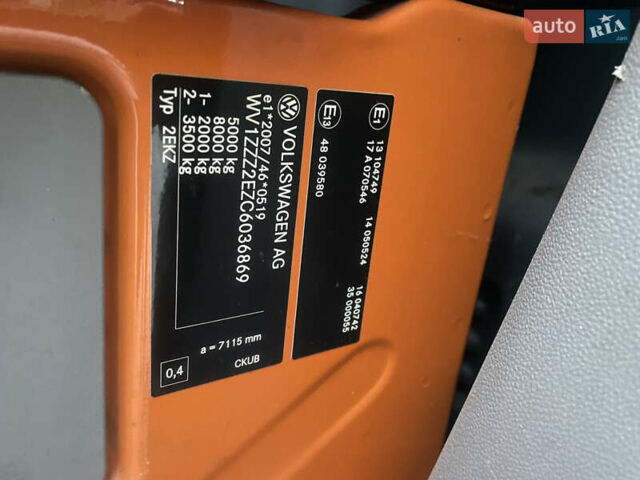 auto RIA.com
VOLKSWAGEN AG
e1*2007/46*0519
WV1ZZZ2EZC6036869
5000 kg
8000 kg
1- 2000 kg
2- 3500 kg
Typ 2EKZ
a = 7115 mm
0,4
CKUB
E1
13 104749 14 050524 16 040742
17 A 070546 35 000055
E13
48 039580